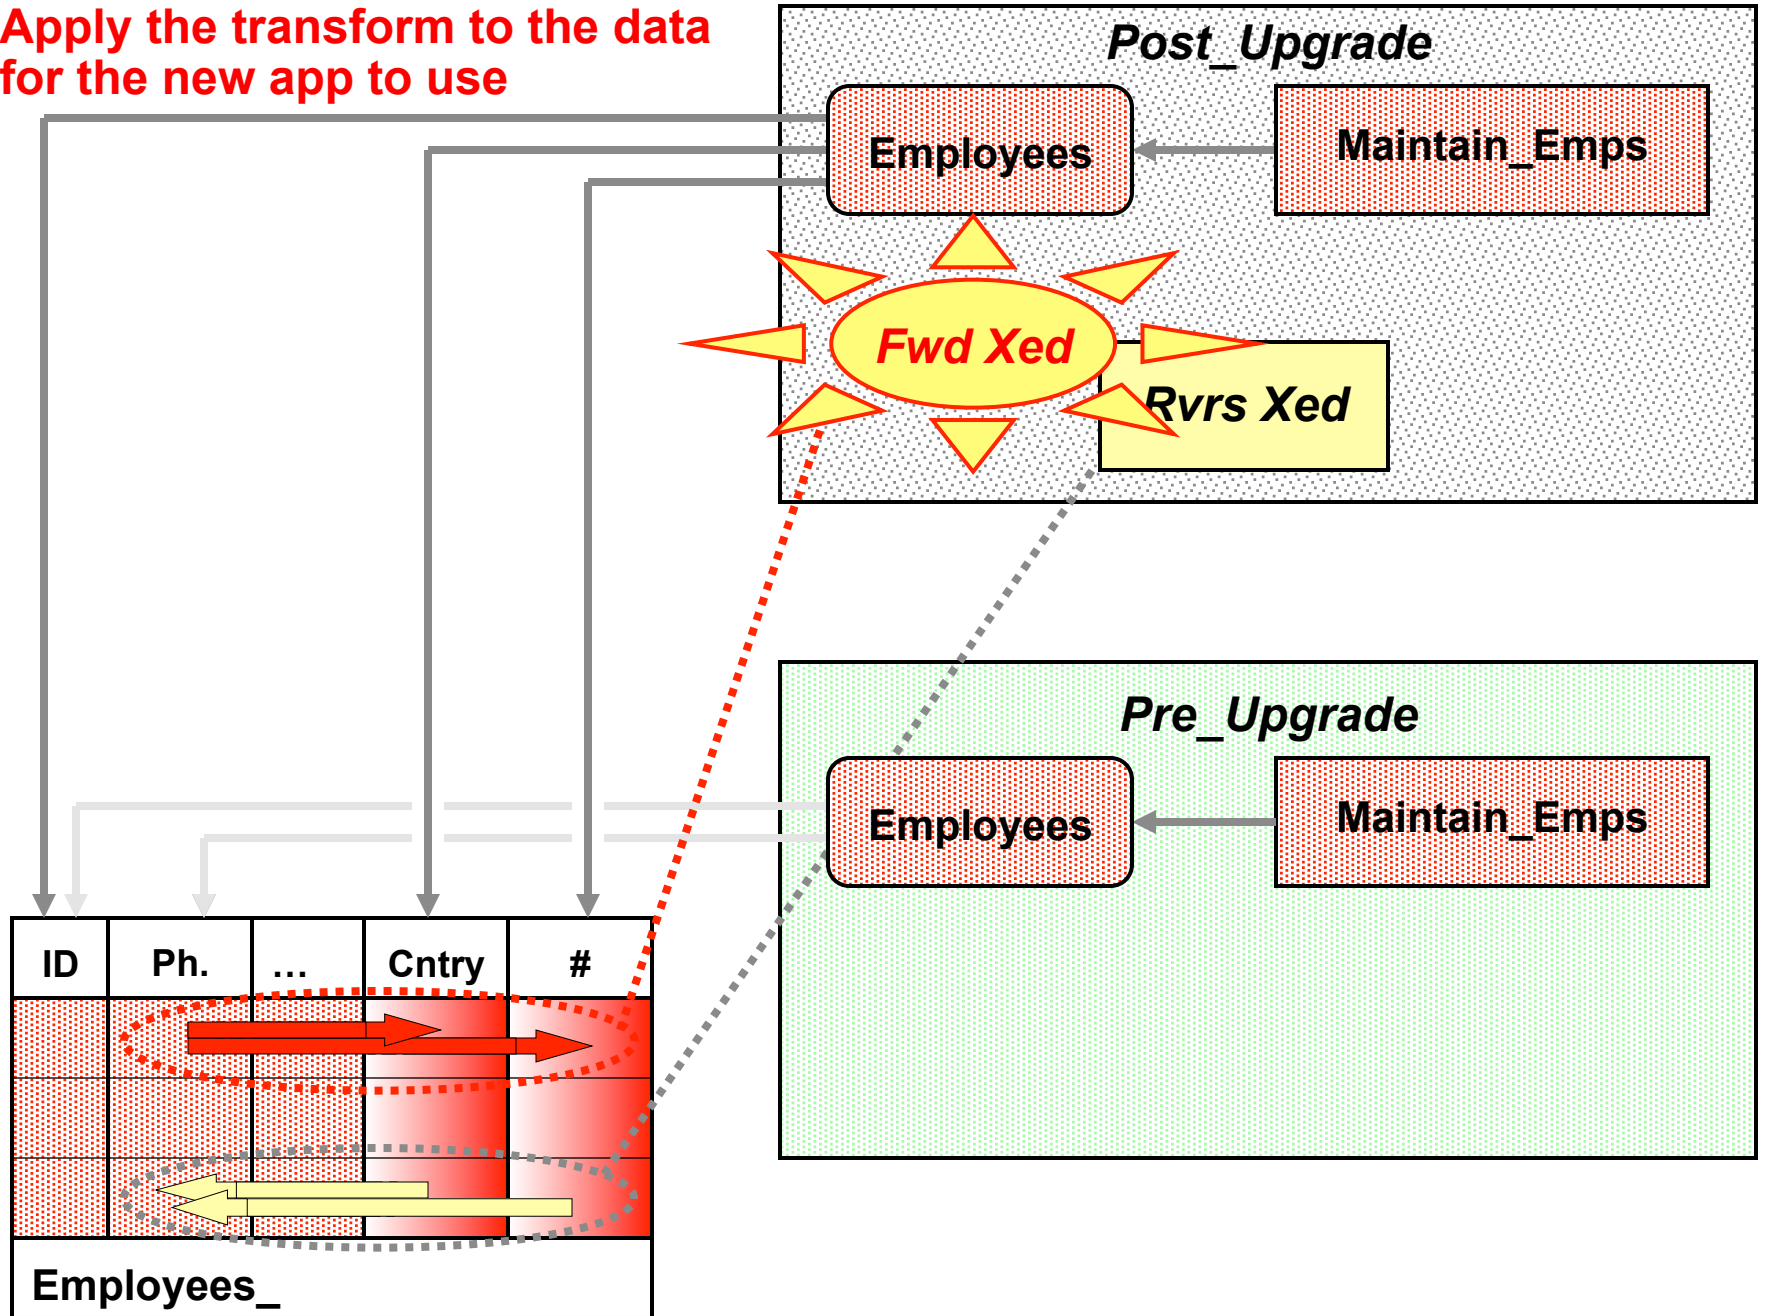 Apply the transform to the data
for the new app to use
Post_Upgrade
Employees
Maintain_Emps
Fwd Xed
Rvrs Xed
Pre_Upgrade
Employees
Maintain_Emps
ID Ph. … Cntry #
Employees_